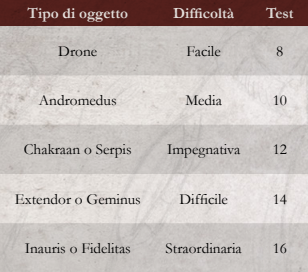 Tipo di oggetto Difficoltà Test
Drone Facile 8
Andromedus Media 10
Chakraan o Serpis Impegnativa 12
Extendor o Geminus Difficile 14
Inauris o Fidelitas Straordinaria 16